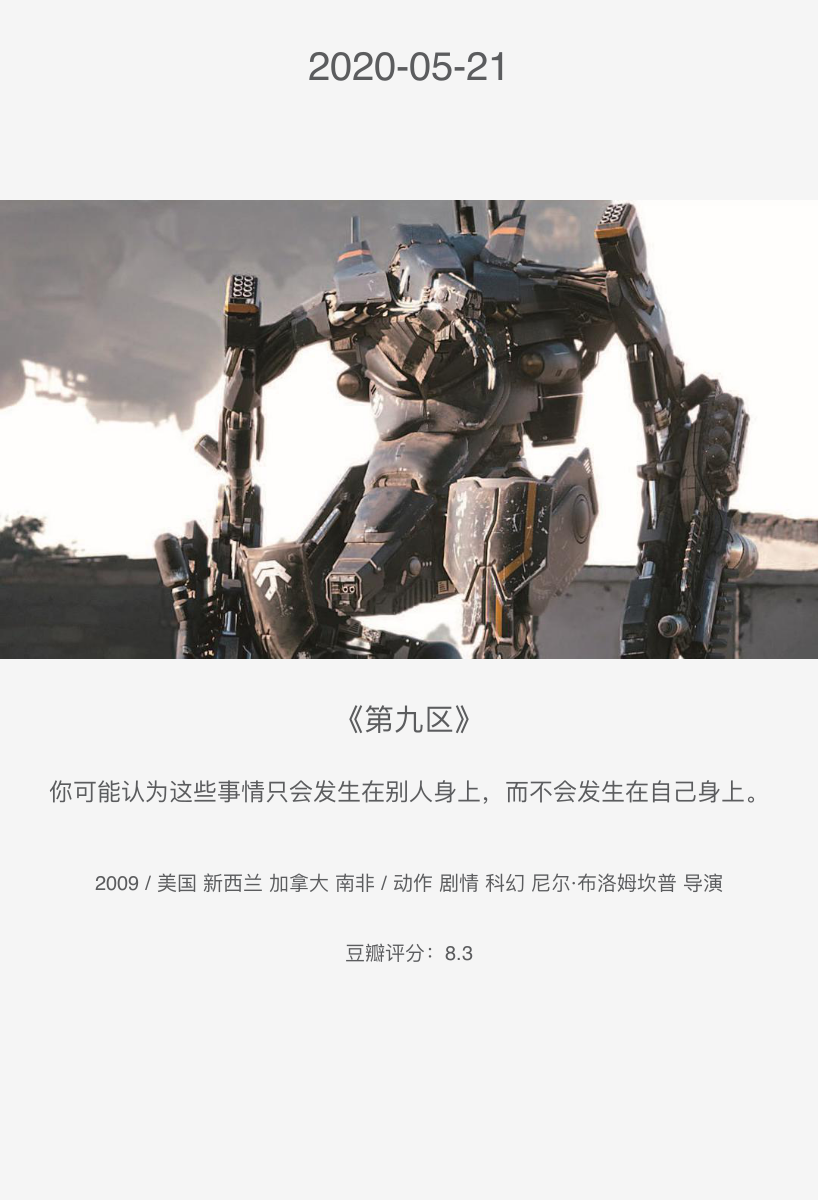 2020-05-21
《第九区》
你可能认为这些事情只会发生在别人身上，而不会发生在自己身上。
2009 / 美国 新西兰 加拿大 南非 / 动作 剧情 科幻 尼尔·布洛姆坎普 导演
豆瓣评分：8.3